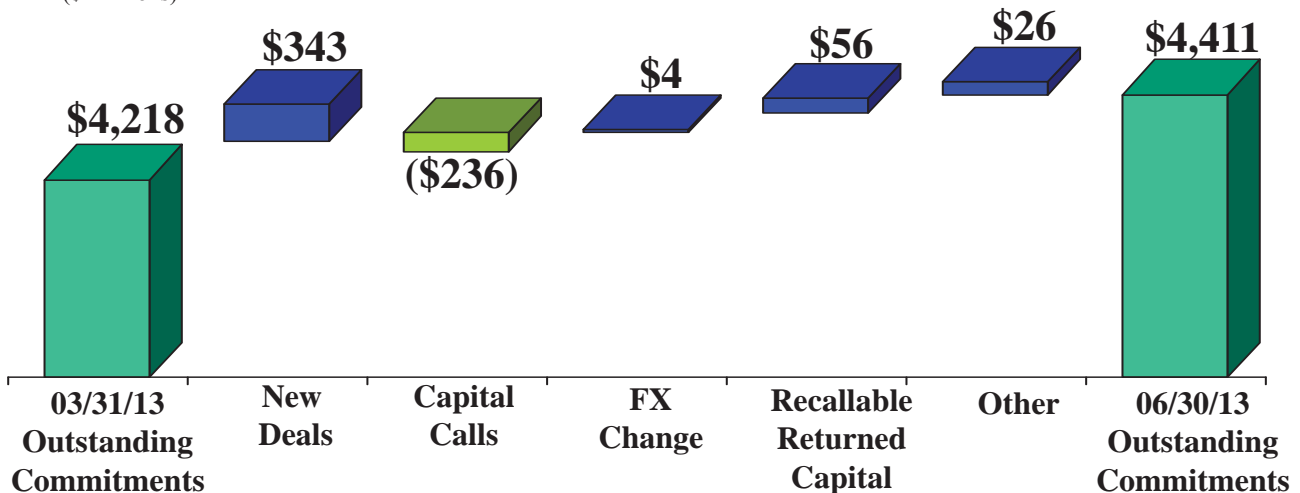 $4,218
$343
($236)
$4
$56
$26
$4,411
03/31/13
Outstanding
Commitments
New
Deals
Capital
Calls
FX
Change
Recallable
Returned
Capital
Other
06/30/13
Outstanding
Commitments